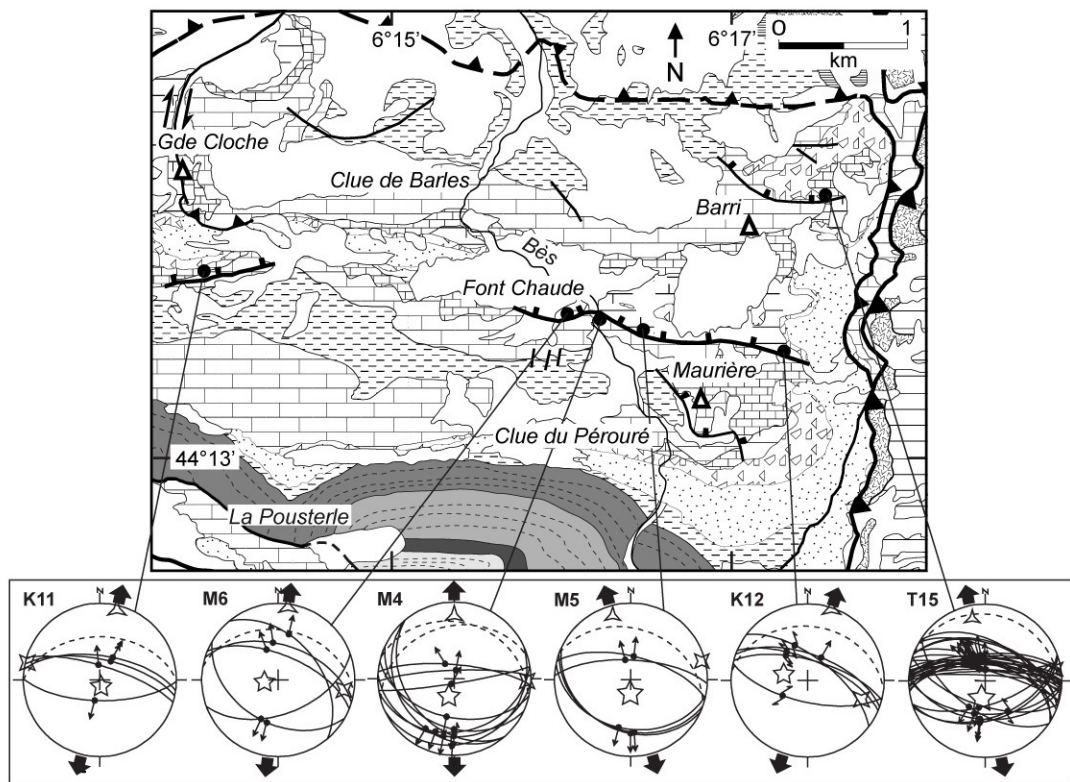 6°15'
6°17'
0 1
km
N
Gde Cloche
Clue de Barles
Barri
Bès
Font Chaude
Maurière
Clue du Pérouré
44°13'
La Pousterle
K11 N
M6 N
M4 N
M5 N
K12 N
T15 N